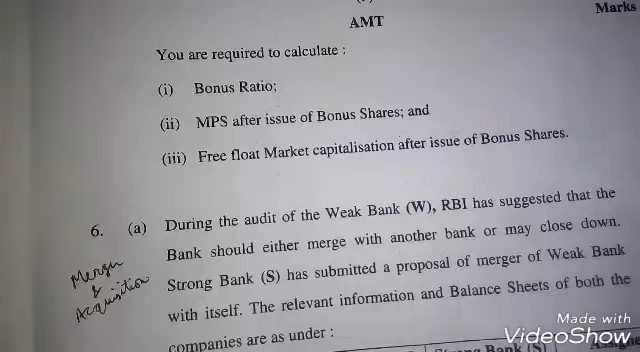 Marks
AMT
You are required to calculate :
(i) Bonus Ratio;
(ii) MPS after issue of Bonus Shares; and
(iii) Free float Market capitalisation after issue of Bonus Shares.
6. (a) During the audit of the Weak Bank (W), RBI has suggested that the
Bank should either merge with another bank or may close down.
Strong Bank (S) has submitted a proposal of merger of Weak Bank
with itself. The relevant information and Balance Sheets of both the
companies are as under :
Merger
&
Acquisition
Made with
VideoShow
Bank (S)